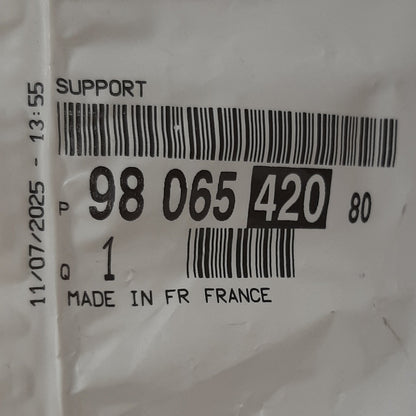 SUPPORT
P 98 065 420 80
Q 1
MADE IN FR FRANCE
11/07/2025 - 13:55